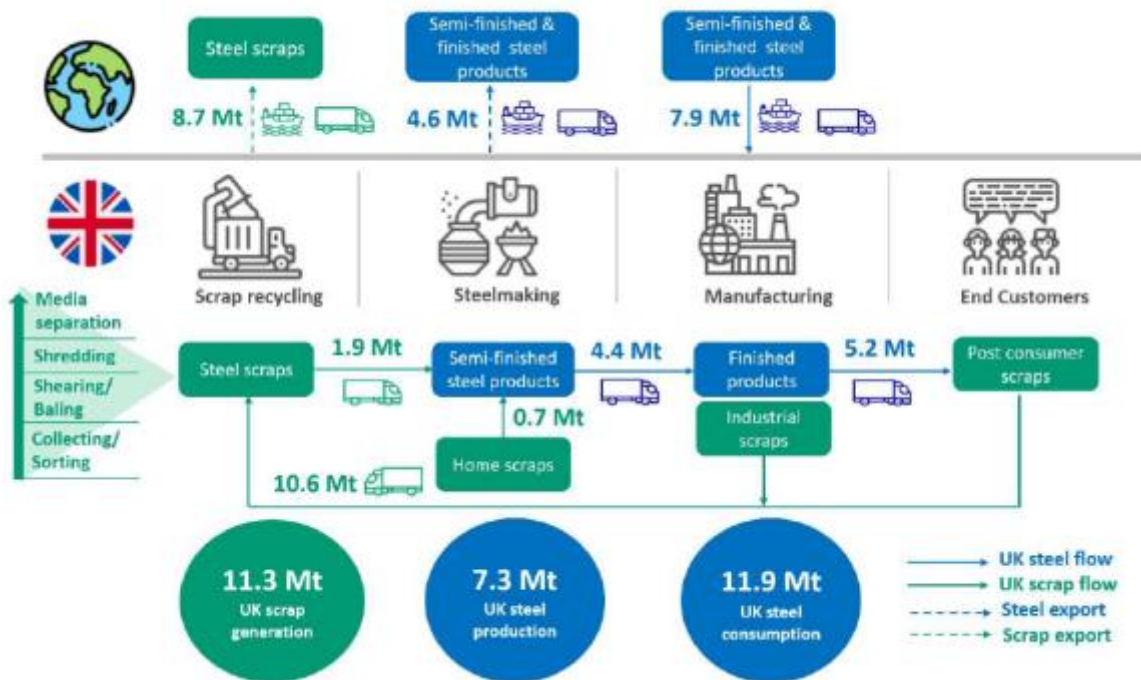 Steel scraps
Semi-finished &
finished steel
products
Semi-finished &
finished steel
products
8.7 Mt
4.6 Mt
7.9 Mt
Scrap recycling
Steelmaking
Manufacturing
End Customers
Media
separation
Shredding
Shearing/
Baling
Collecting/
Sorting
Steel scraps
1.9 Mt
Semi-finished
steel products
4.4 Mt
Finished
products
5.2 Mt
Post consumer
scraps
0.7 Mt
Industrial
scraps
Home scraps
10.6 Mt
11.3 Mt
UK scrap
generation
7.3 Mt
UK steel
production
11.9 Mt
UK steel
consumption
UK steel flow
UK scrap flow
Steel export
Scrap export